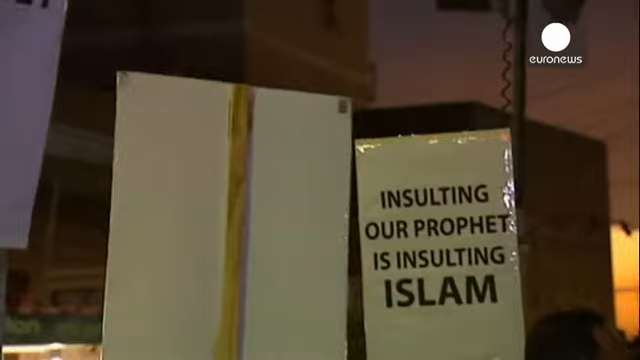 euronews
INSULTING
OUR PROPHET
IS INSULTING
ISLAM